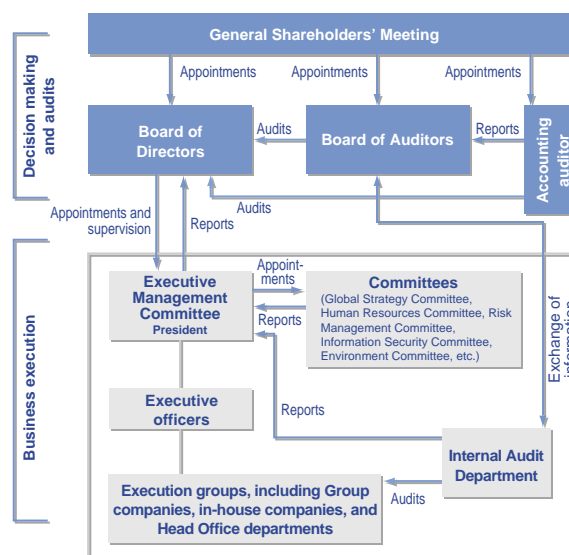 General Shareholders' Meeting
Decision making
and audits
Appointments
Appointments
Appointments
Board of
Directors
Audits
Board of Auditors
Reports
Accounting
auditor
Audits
Appointments and
supervision
Reports
Business execution
Executive
Management
Committee
President
Appoint-
ments
Reports
Committees
(Global Strategy Committee,
Human Resources Committee, Risk
Management Committee,
Information Security Committee,
Environment Committee, etc.)
Exchange of
information
Executive
officers
Reports
Internal Audit
Department
Audits
Execution groups, including Group
companies, in-house companies, and
Head Office departments